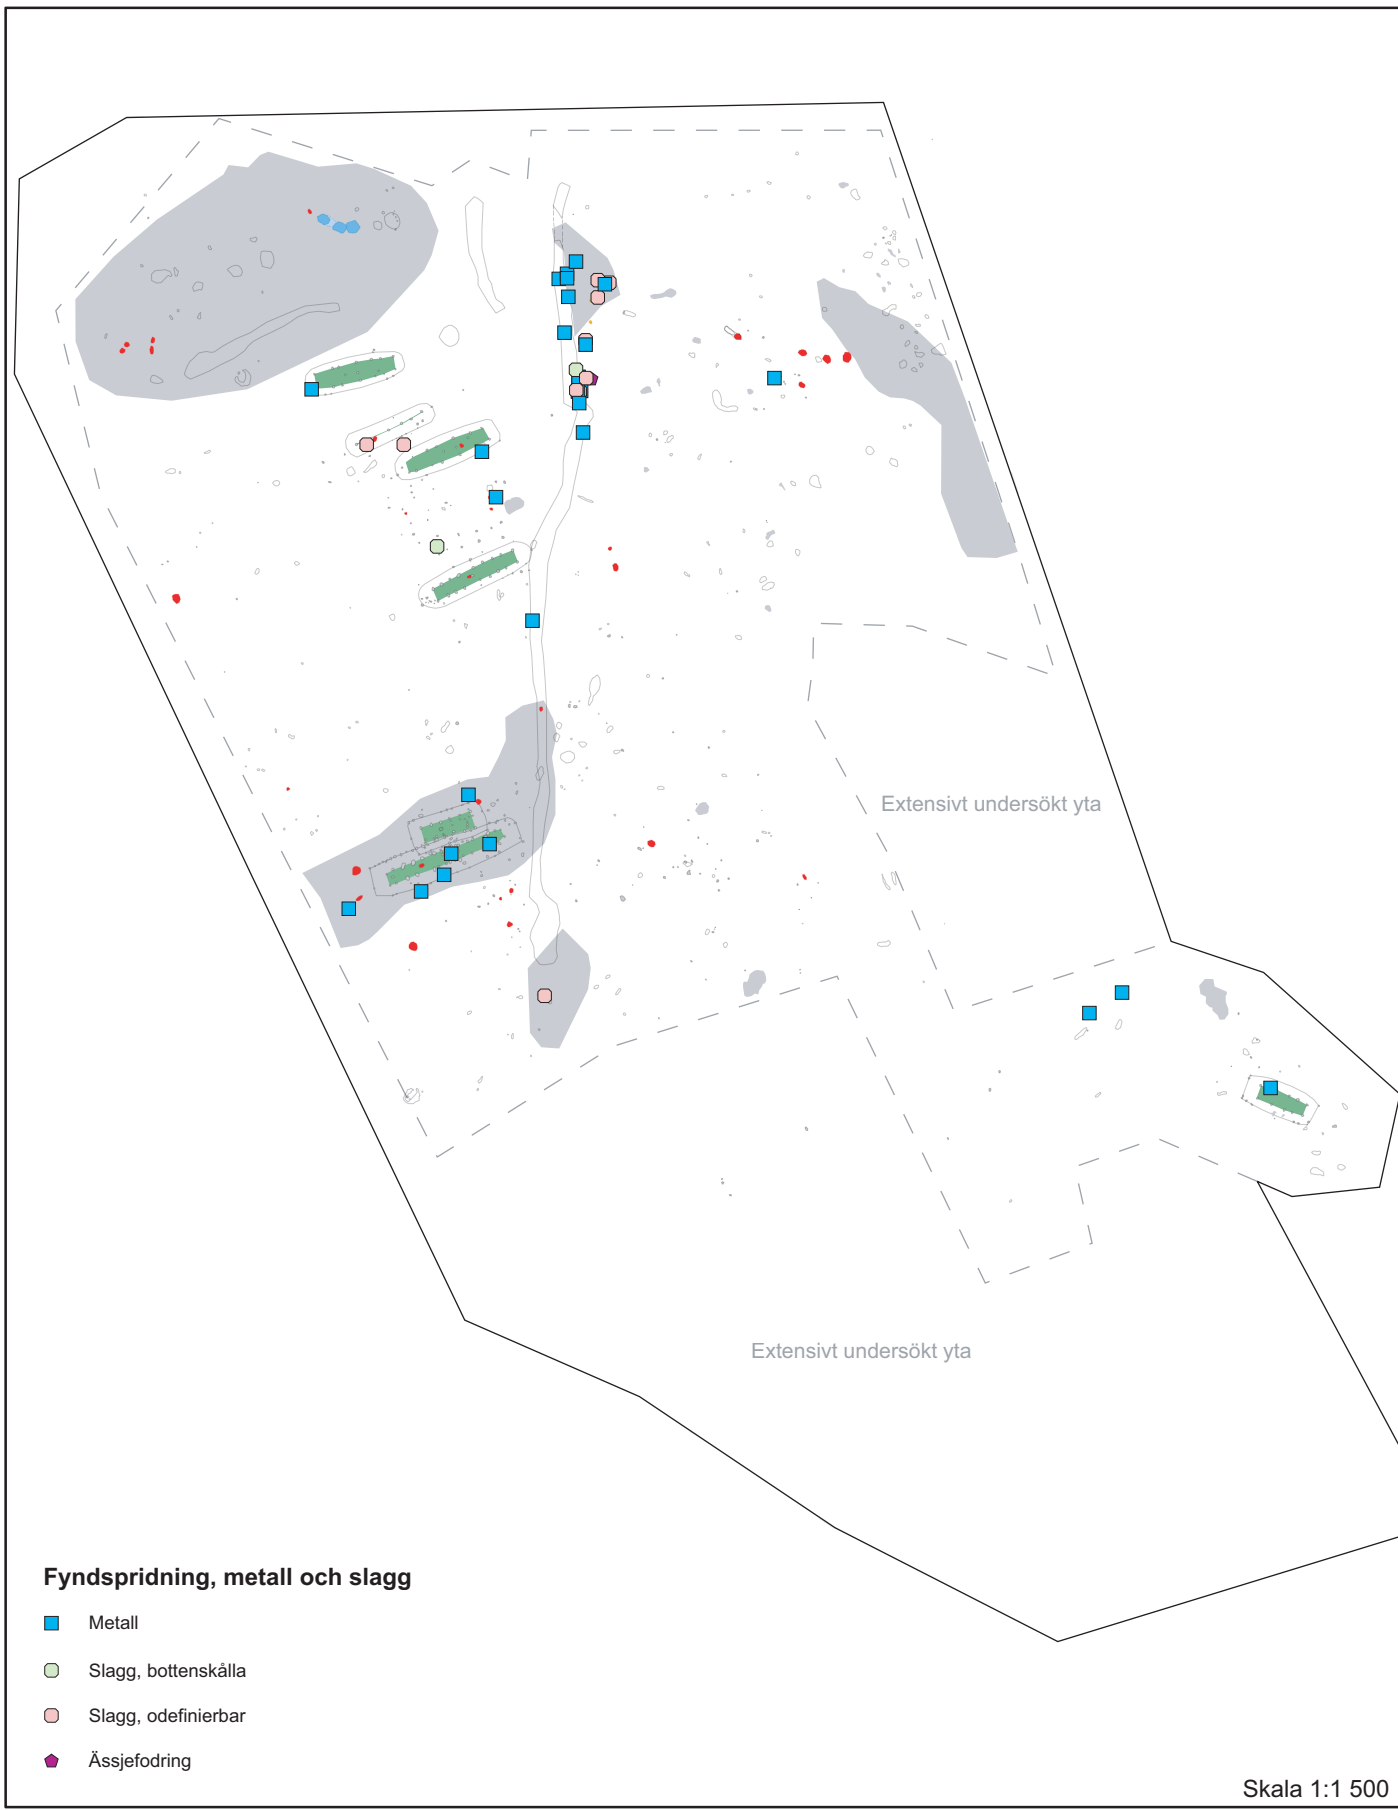 Extensivt undersökt yta
Extensivt undersökt yta
Fyndspridning, metall och slagg
Metall
Slagg, bottenskålla
Slagg, odefinierbar
Ässjefodring
Skala 1:1 500